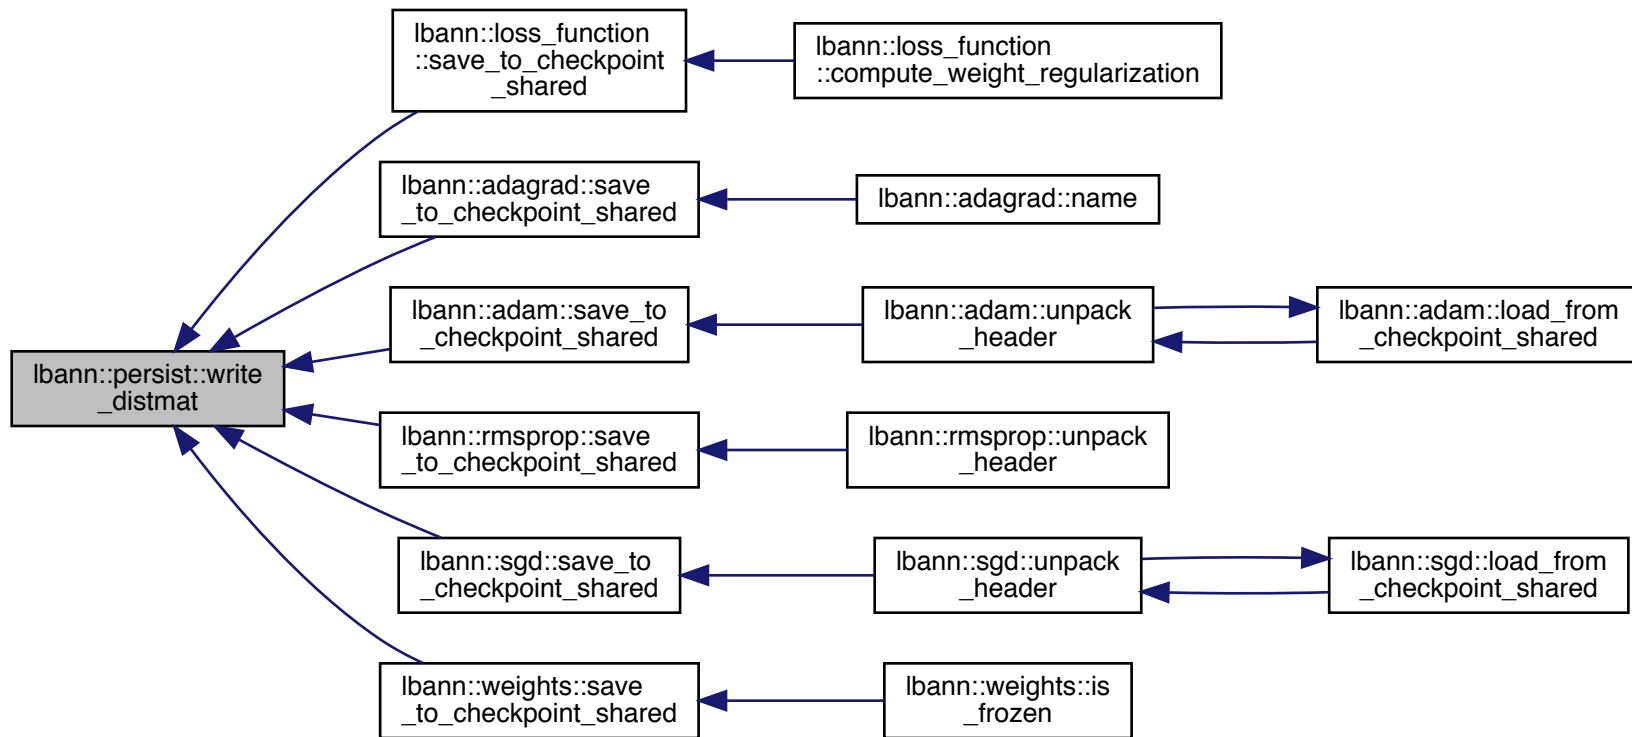 lbann::loss_function
::save_to_checkpoint
_shared
lbann::loss_function
::compute_weight_regularization
lbann::adagrad::save
_to_checkpoint_shared
lbann::adagrad::name
lbann::adam::save_to
_checkpoint_shared
lbann::adam::unpack
_header
lbann::adam::load_from
_checkpoint_shared
lbann::persist::write
_distmat
lbann::rmsprop::save
_to_checkpoint_shared
lbann::rmsprop::unpack
_header
lbann::sgd::save_to
_checkpoint_shared
lbann::sgd::unpack
_header
lbann::sgd::load_from
_checkpoint_shared
lbann::weights::save
_to_checkpoint_shared
lbann::weights::is
_frozen